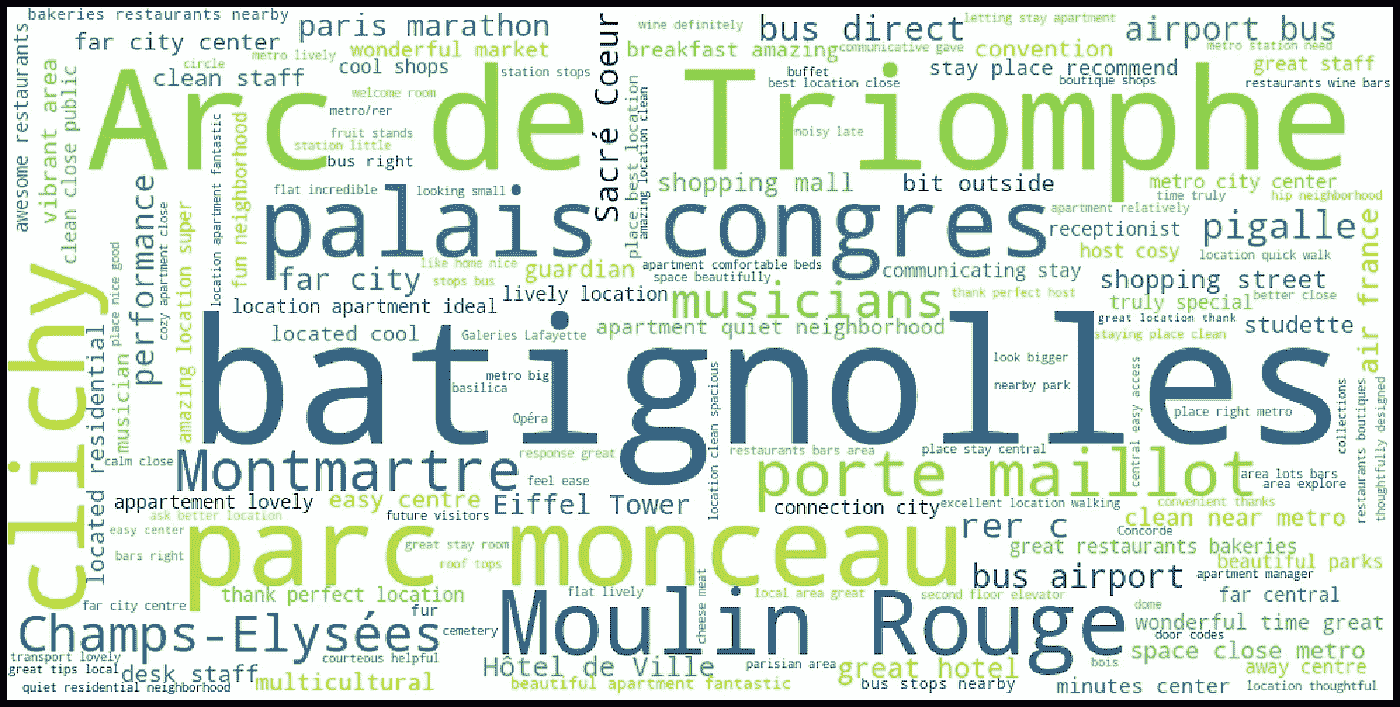 bakeries restaurants nearby
paris marathon
wine definitely
bus direct
letting stay apartment
airport bus
far city center
metro lively
wonderful market
breakfast amazing
communicative gave
convention
metro station need
circle
clean staff
cool shops
station stops
buffet
stay place recommend
great staff
best location close
boutique shops
restaurants wine bars
awesome restaurants
vibrant area
clean close public
Arc de Triomphe
Sacré Coeur
welcome room
metro/rer
fruit stands
station little
bus right
noisy late
place best location
amazing location clean
location apartment fantastic
fun neighborhood
flat incredible
looking small
shopping mall
bit outside
metro city center
time truly
hip neighborhood
performance
cozy apartment close
amazing location super
palais congres
apartment relatively
receptionist
pigalle
host cosy
location quick walk
air france
musicians
place nice good
musician
far city
like home nice
stops bus
guardian
apartment comfortable beds
space beautifully
communicating stay
shopping street
lively location
thank perfect host
truly special
better close
location apartment ideal
apartment quiet neighborhood
great location thank
studette
located cool
Galeries Lafayette
staying place clean
clichy
located residential
batignolles
metro big
basilica
look bigger
nearby park
Opéra
place right metro
central easy access
collections
restaurants boutiques
thoughtfully designed
location clean spacious
calm close
Montmartre
response great
restaurants bars area
place stay central
feel ease
porte maillot
area lots bars
area explore
appartement lovely
easy centre
Eiffel Tower
connection city
excellent location walking
convenient thanks
ask better location
future visitors
rer c
clean near metro
easy center
Concorde
parc monceau
bars right
great stay room
great restaurants bakeries
roof tops
beautiful parks
bus airport
apartment manager
cheese meat
thank perfect location
flat lively
local area great
second floor elevator
far central
far city centre
fur
dome
Champs-Elysées
cemetery
Moulin Rouge
wonderful time great
door codes
transport lovely
courteous helpful
space close metro
great tips local
desk staff
Hôtel de Ville
parisian area
great hotel
bois
away centre
quiet residential neighborhood
multicultural
beautiful apartment fantastic
bus stops nearby
minutes center
location thoughtful